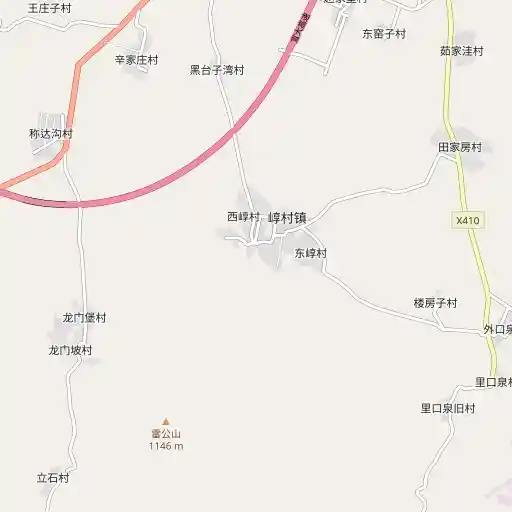 王庄子村
辛家庄村
黑台子湾村
东窑子村
茹家洼村
称达沟村
田家房村
西崞村
崞村镇
X410
东崞村
楼房子村
龙门堡村
外口泉
龙门坡村
里口泉村
里口泉旧村
雷公山
1146 m
立石村